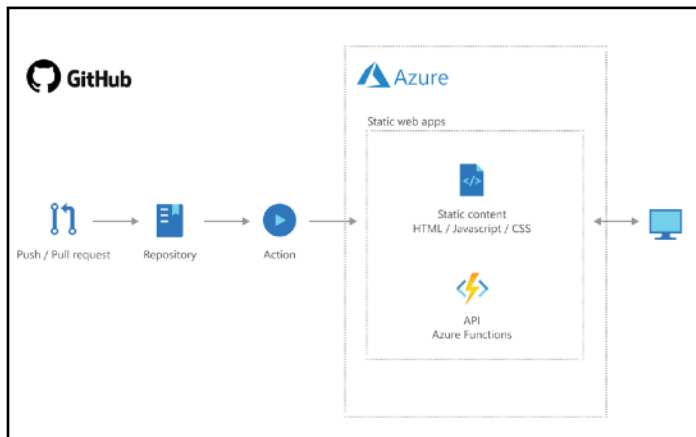 GitHub
Azure
Static web apps
</>
Static content
HTML / Javascript / CSS
Push / Pull request
Repository
Action
API
Azure Functions